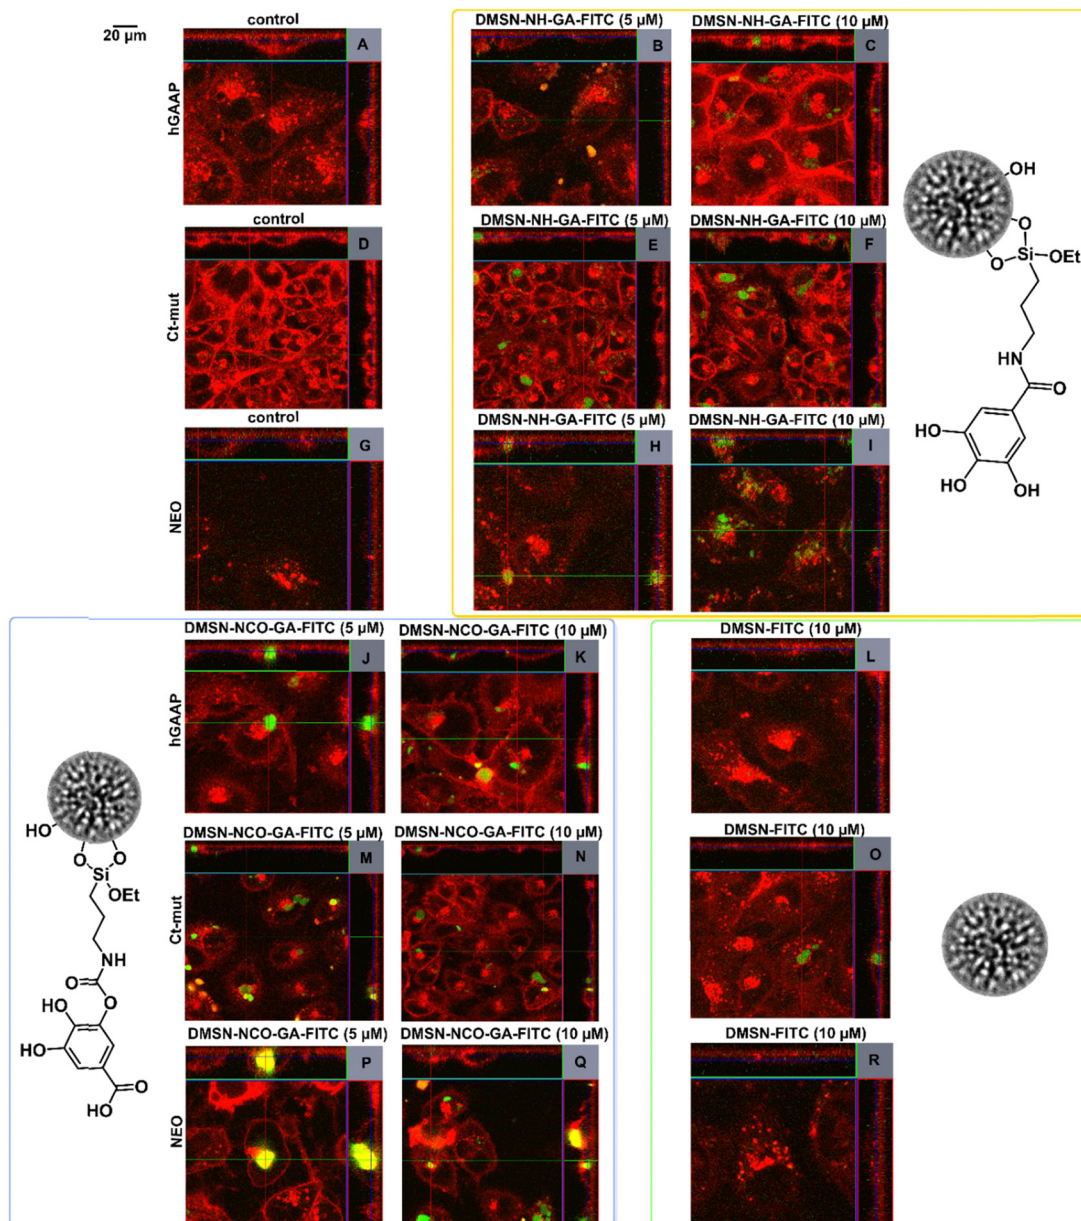 20 µm
control
A
hGAAP
DMSN-NH-GA-FITC (5 µM)
B
DMSN-NH-GA-FITC (10 µM)
C
control
D
Ct-mut
DMSN-NH-GA-FITC (5 µM)
E
DMSN-NH-GA-FITC (10 µM)
F
control
G
NEO
DMSN-NH-GA-FITC (5 µM)
H
DMSN-NH-GA-FITC (10 µM)
I
OH
O
O
Si
OEt
HN
O
HO
HO
OH
DMSN-NCO-GA-FITC (5 µM)
J
hGAAP
DMSN-NCO-GA-FITC (10 µM)
K
DMSN-FITC (10 µM)
L
DMSN-NCO-GA-FITC (5 µM)
M
Ct-mut
DMSN-NCO-GA-FITC (10 µM)
N
DMSN-FITC (10 µM)
O
DMSN-NCO-GA-FITC (5 µM)
P
NEO
DMSN-NCO-GA-FITC (10 µM)
Q
DMSN-FITC (10 µM)
R
HO
O
O
Si
OEt
NH
O
O
HO
HO
O
HO